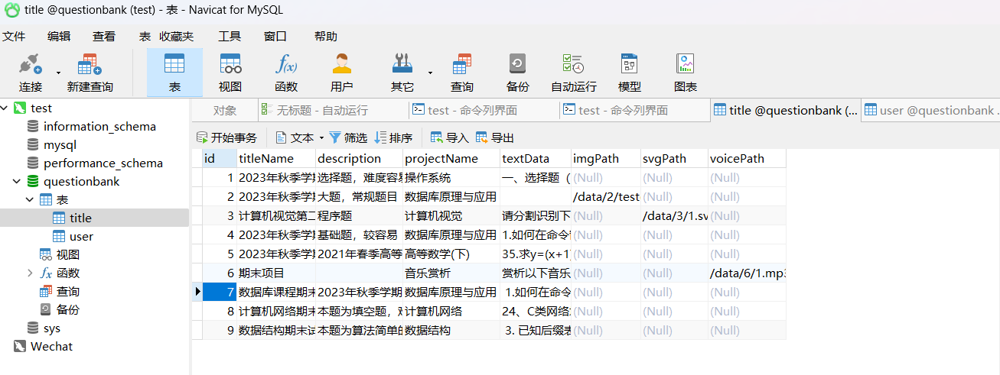 title @questionbank (test) - 表 - Navicat for MySQL
文件 编辑 查看 表 收藏夹 工具 窗口 帮助
连接 新建查询 表 视图 函数 用户 其它 查询 备份 自动运行 模型 图表
对象 无标题 - 自动运行 test - 命令列界面 test - 命令列界面 title @questionbank (... user @questionbank .
开始事务 文本 筛选 排序 导入 导出
test
information_schema
mysql
performance_schema
questionbank
表
title
user
视图
函数
查询
备份
sys
Wechat
id titleName description projectName textData imgPath svgPath voicePath
1 2023年秋季学期 选择题，难度容易 操作系统 一、选择题（ (Null) (Null) (Null)
2 2023年秋季学期 大题，常规题目 数据库原理与应用 /data/2/test (Null) (Null)
3 计算机视觉第二 程序题 计算机视觉 请分割识别下 (Null) /data/3/1.sv (Null)
4 2023年秋季学期 基础题，较容易 数据库原理与应用 1.如何在命令 (Null) (Null) (Null)
5 2023年秋季学期 2021年春季高等 高等数学(下) 35.求y=(x+1) (Null) (Null) (Null)
6 期末项目 音乐赏析 赏析以下音乐 (Null) (Null) /data/6/1.mp3
7 数据库课程期末 2023年秋季学期 数据库原理与应用 1.如何在命令 (Null) (Null) (Null)
8 计算机网络期末 本题为填空题，难 计算机网络 24、C类网络 (Null) (Null) (Null)
9 数据结构期末试 本题为算法简单的 数据结构 3. 已知后缀表 (Null) (Null) (Null)